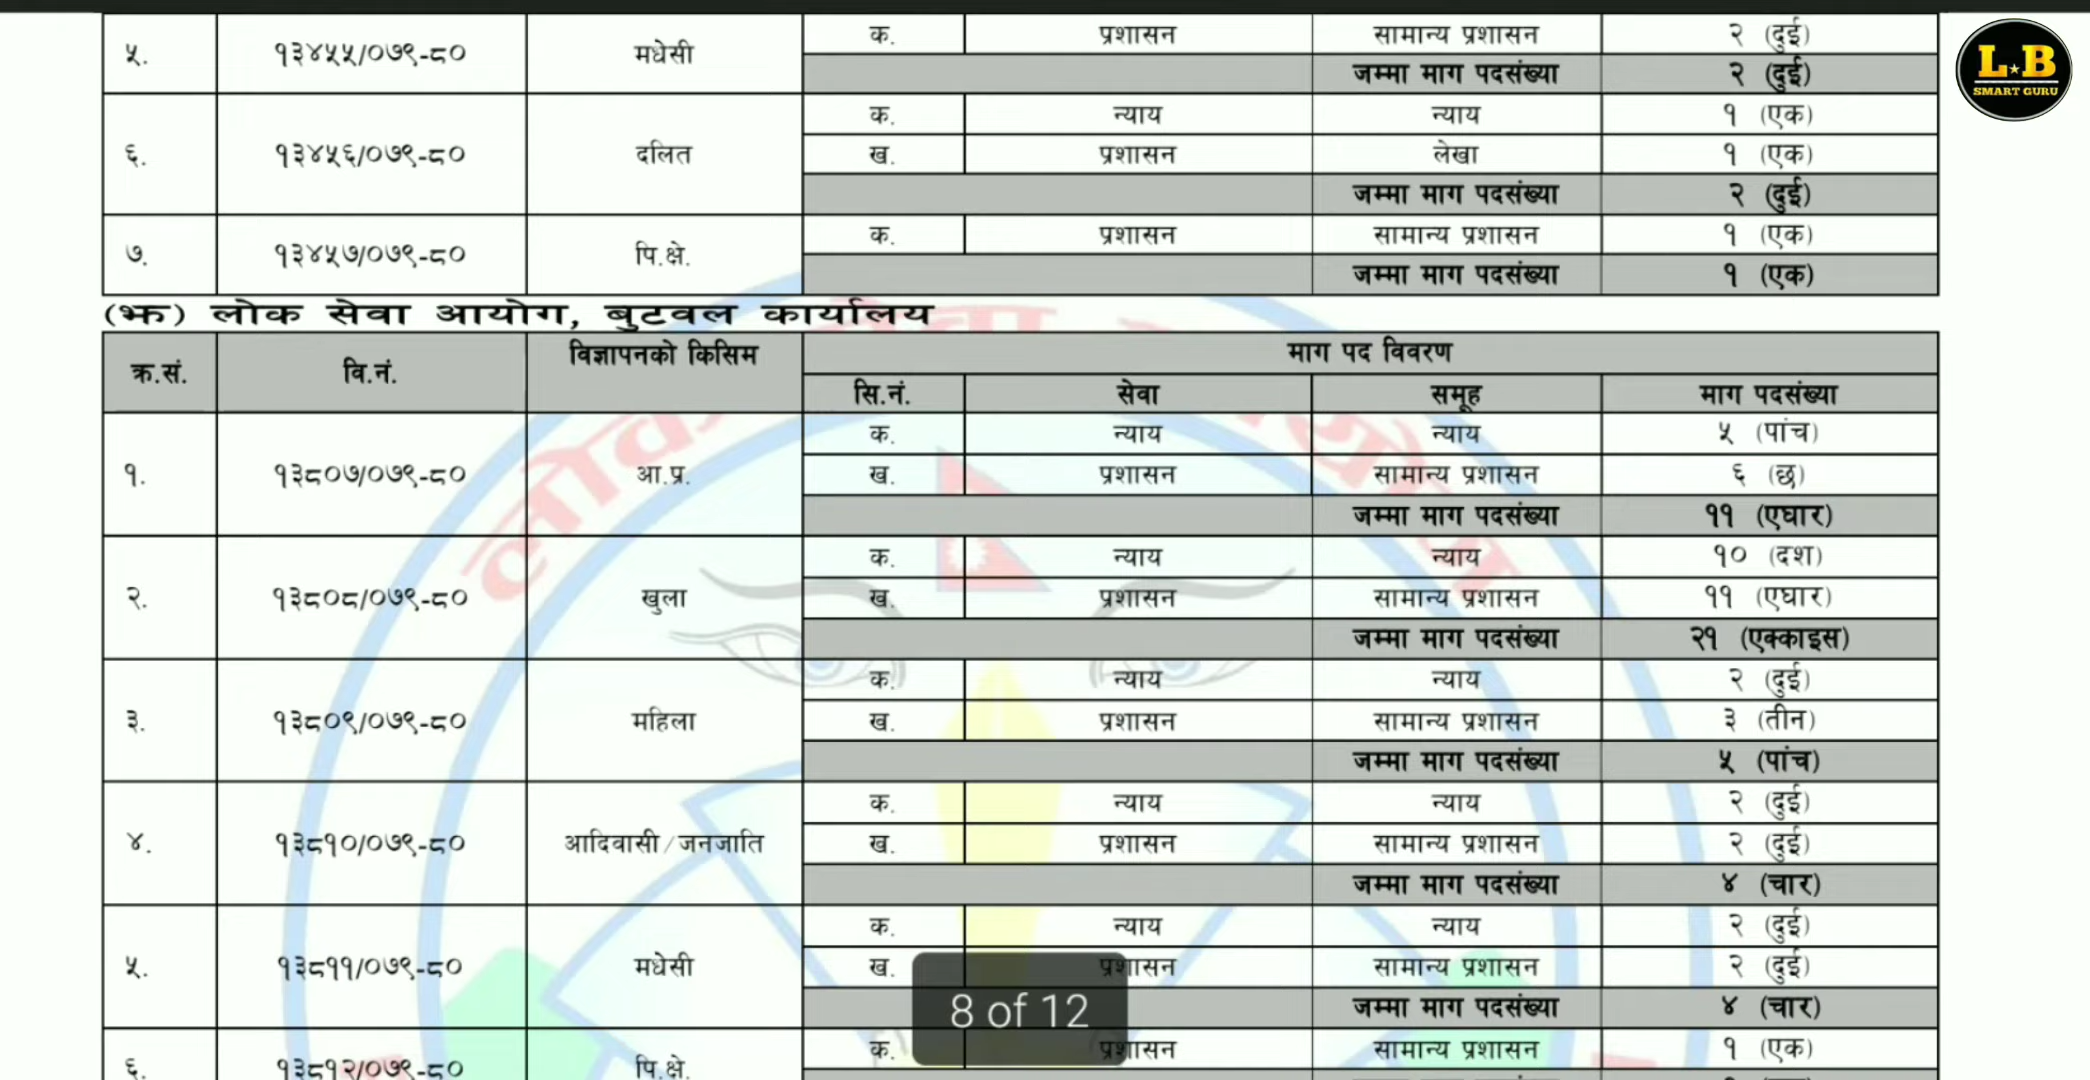 ५. १३४५५/०७९-८० मधेसी क. प्रशासन सामान्य प्रशासन २ (दुई)
जम्मा माग पदसंख्या २ (दुई)
६. १३४५६/०७९-८० दलित क. न्याय न्याय १ (एक)
ख. प्रशासन लेखा १ (एक)
जम्मा माग पदसंख्या २ (दुई)
७. १३४५७/०७९-८० पि.क्षे. क. प्रशासन सामान्य प्रशासन १ (एक)
जम्मा माग पदसंख्या १ (एक)
L★B
SMART GURU
(झ) लोक सेवा आयोग, बुटवल कार्यालय
क्र.सं. वि.नं. विज्ञापनको किसिम माग पद विवरण
सि.नं. सेवा समूह माग पदसंख्या
१. १३८०७/०७९-८० आ.प्र. क. न्याय न्याय ५ (पांच)
ख. प्रशासन सामान्य प्रशासन ६ (छ)
जम्मा माग पदसंख्या ११ (एघार)
२. १३८०८/०७९-८० खुला क. न्याय न्याय १० (दश)
ख. प्रशासन सामान्य प्रशासन ११ (एघार)
जम्मा माग पदसंख्या २१ (एक्काइस)
३. १३८०९/०७९-८० महिला क. न्याय न्याय २ (दुई)
ख. प्रशासन सामान्य प्रशासन ३ (तीन)
जम्मा माग पदसंख्या ५ (पांच)
४. १३८१०/०७९-८० आदिवासी/जनजाति क. न्याय न्याय २ (दुई)
ख. प्रशासन सामान्य प्रशासन २ (दुई)
जम्मा माग पदसंख्या ४ (चार)
५. १३८११/०७९-८० मधेसी क. न्याय न्याय २ (दुई)
ख. प्रशासन सामान्य प्रशासन २ (दुई)
जम्मा माग पदसंख्या ४ (चार)
8 of 12
६. १३८१२/०७९-८० पि.क्षे. क. प्रशासन सामान्य प्रशासन १ (एक)